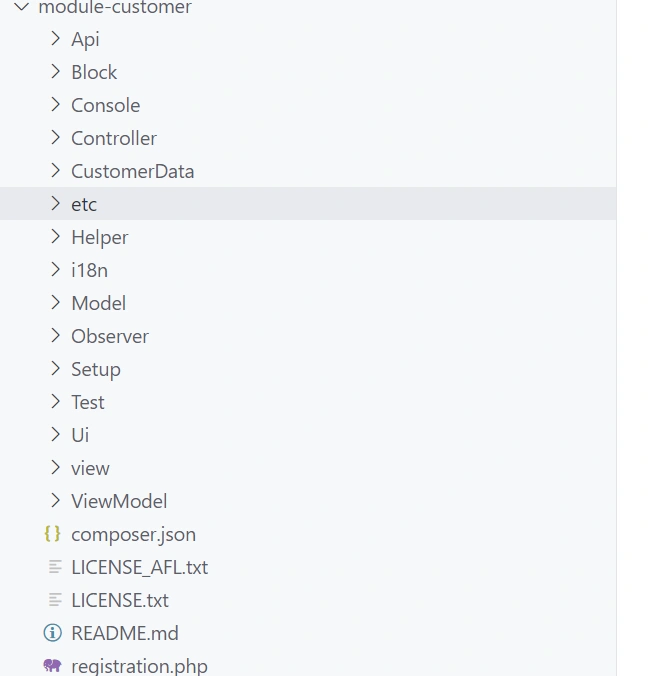 module-customer
Api
Block
Console
Controller
CustomerData
etc
Helper
i18n
Model
Observer
Setup
Test
Ui
view
ViewModel
composer.json
LICENSE_AFL.txt
LICENSE.txt
README.md
registration.php